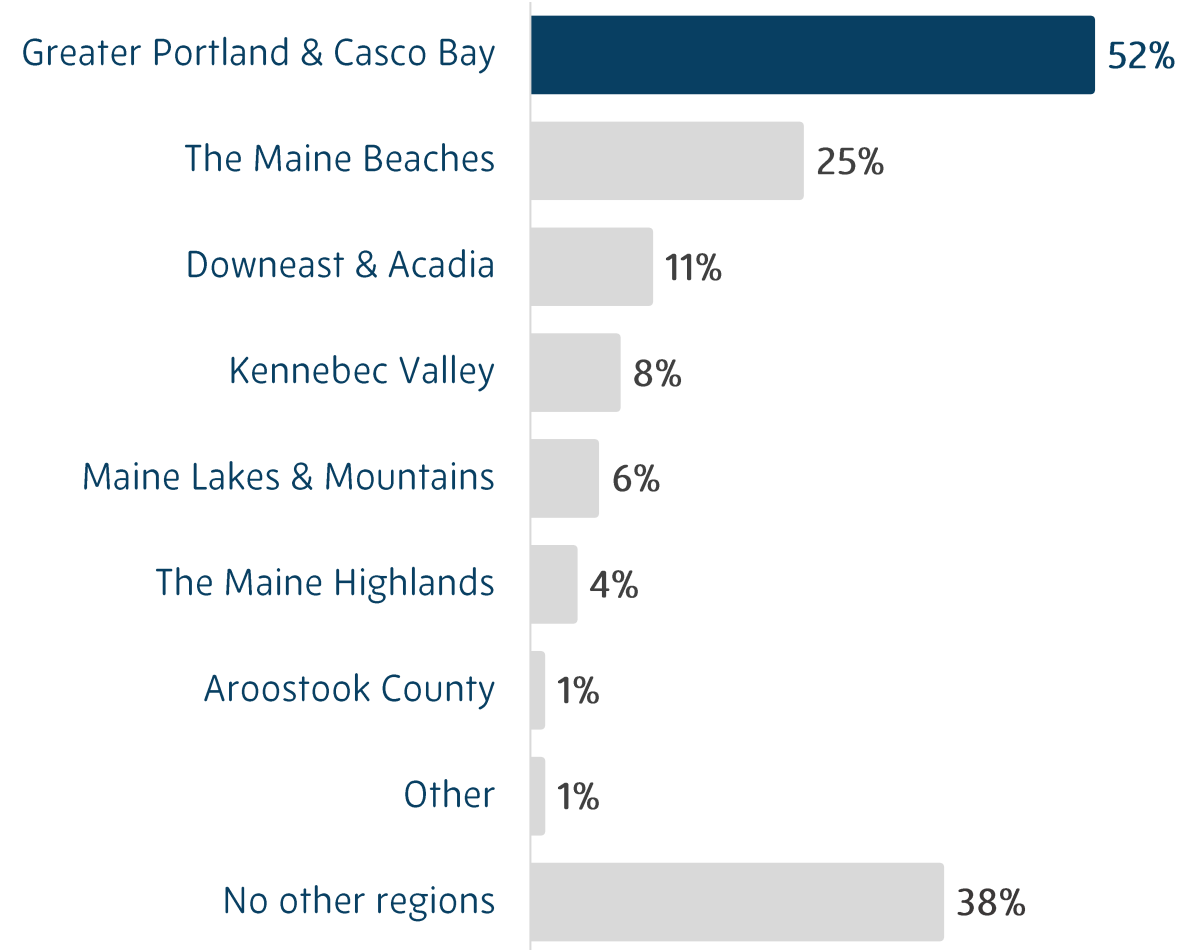 Greater Portland & Casco Bay 52%
The Maine Beaches 25%
Downeast & Acadia 11%
Kennebec Valley 8%
Maine Lakes & Mountains 6%
The Maine Highlands 4%
Aroostook County 1%
Other 1%
No other regions 38%